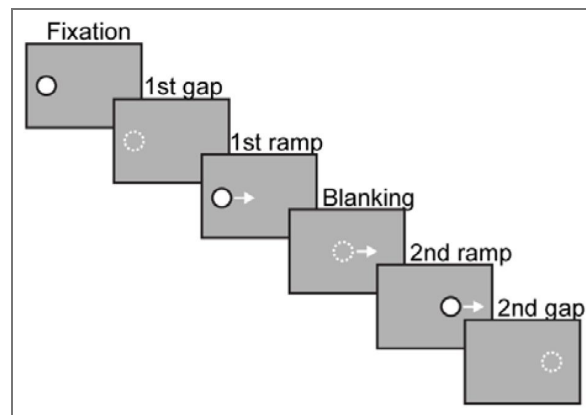 Fixation
1st gap
1st ramp
Blanking
2nd ramp
2nd gap